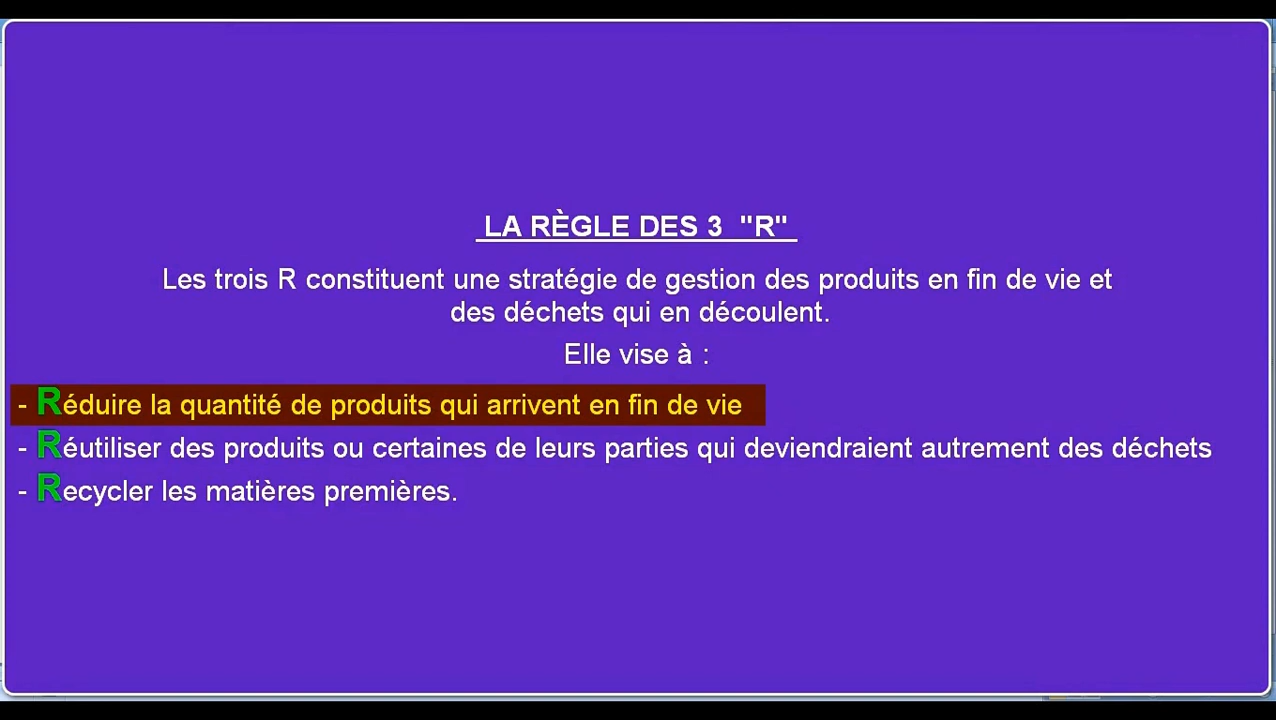 LA RÈGLE DES 3 "R"
Les trois R constituent une stratégie de gestion des produits en fin de vie et
des déchets qui en découlent.
Elle vise à :
- Réduire la quantité de produits qui arrivent en fin de vie
- Réutiliser des produits ou certaines de leurs parties qui deviendraient autrement des déchets
- Recycler les matières premières.